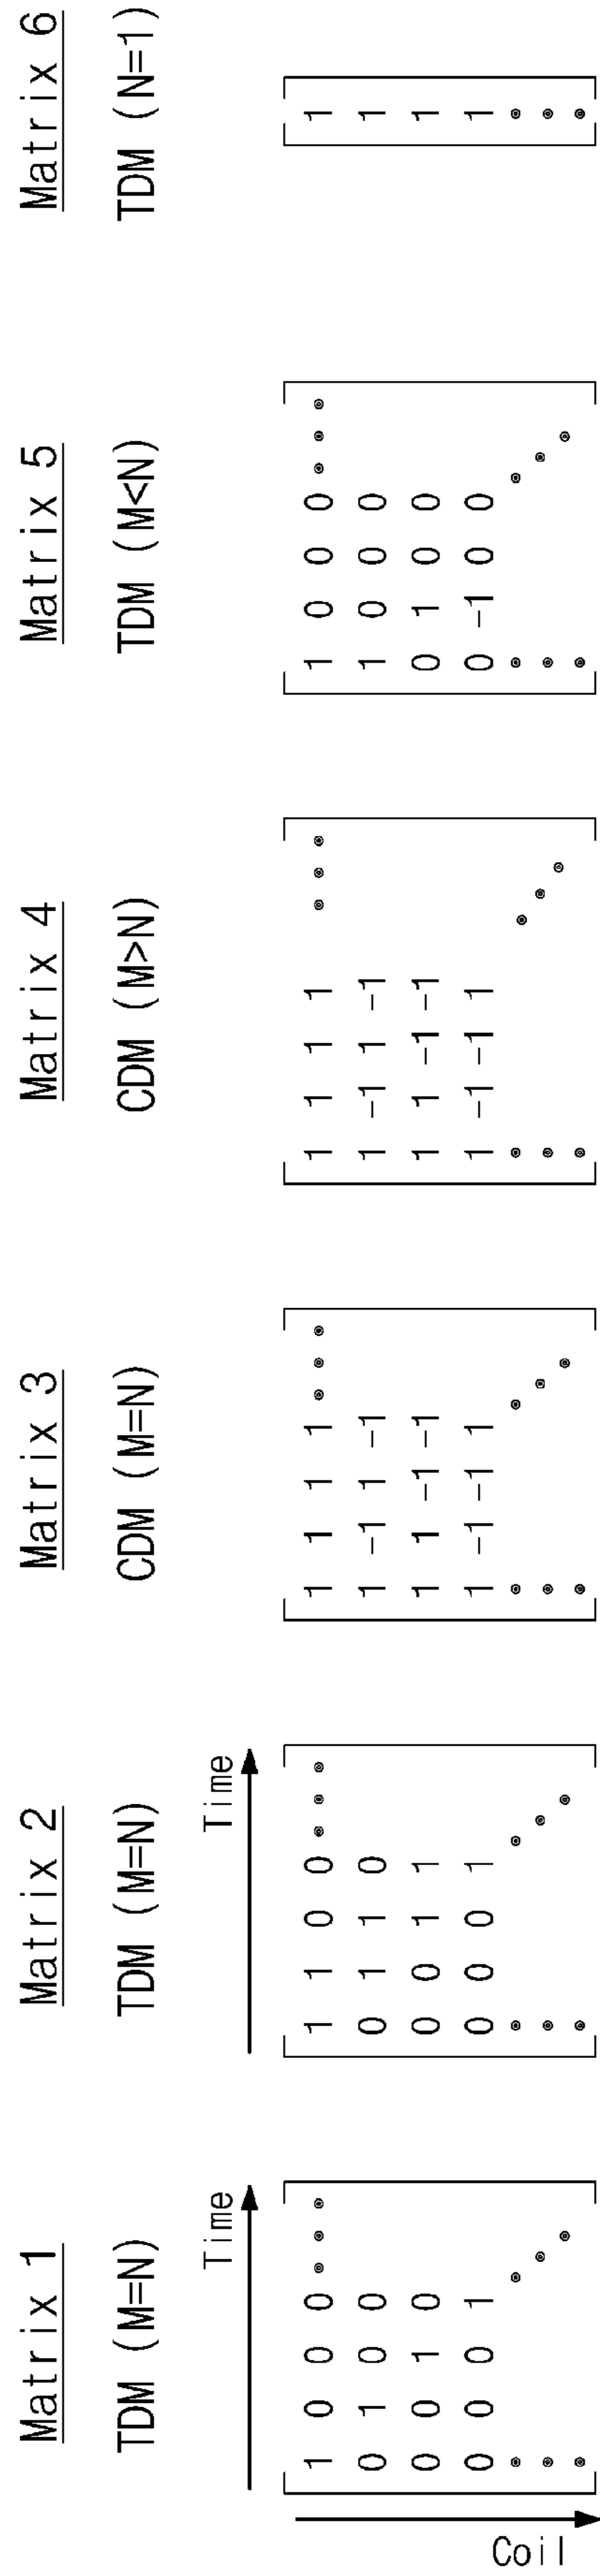 Matrix 1
TDM (M=N)
Time
Coil
1 0 0 0
0 1 0 0
0 0 1 0
0 0 0 1
Matrix 2
TDM (M=N)
Time
1 1 0 0
0 1 1 0
0 0 1 1
0 0 0 1
Matrix 3
CDM (M=N)
1 1 1 1
1 -1 1 -1
1 1 -1 -1
1 -1 -1 1
Matrix 4
CDM (M>N)
1 1 1 1
1 -1 1 -1
1 1 -1 -1
1 -1 -1 1
Matrix 5
TDM (M<N)
1 0 0 0
1 0 0 0
0 1 0 0
0 -1 0 0
Matrix 6
TDM (N=1)
1
1
1
1